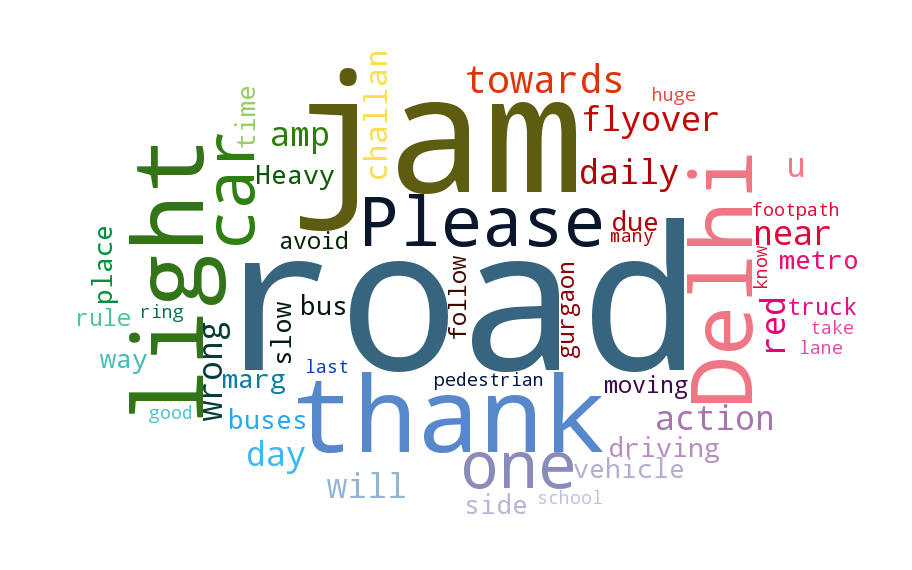 huge
towards
challan
time
jam
flyover
amp
car
light
Heavy
daily
u
Delhi
Please
due
footpath
many
near
avoid
place
know
metro
road
follow
gurgaon
red
truck
rule
ring
slow
bus
take
way
wrong
last
lane
marg
pedestrian
moving
thank
good
buses
action
day
one
driving
vehicle
will
side
school